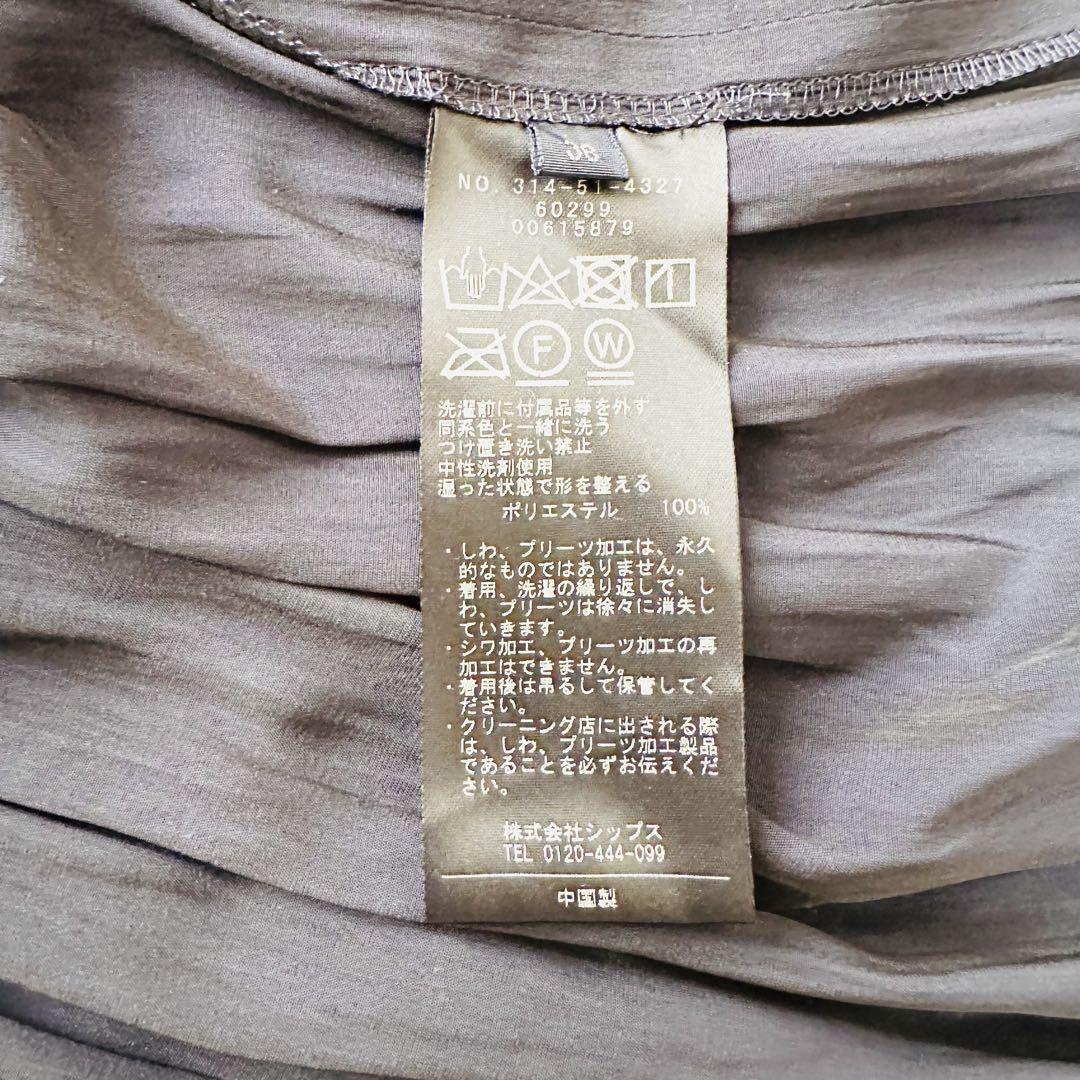 NO. 314-51-4327
60299
00615879
F W
洗濯前に付属品等を外す
同系色と一緒に洗う
つけ置き洗い禁止
中性洗剤使用
湿った状態で形を整える
ポリエステル 100%
・しわ、プリーツ加工は、永久
的なものではありません。
・着用、洗濯の繰り返しで、し
わ、プリーツは徐々に消失し
ていきます。
・シワ加工、プリーツ加工の再
加工はできません。
・着用後は吊るして保管してく
ださい。
・クリーニング店に出される際
は、しわ、プリーツ加工製品
であることを必ずお伝えくだ
さい。
株式会社シップス
TEL 0120-444-099
中国製